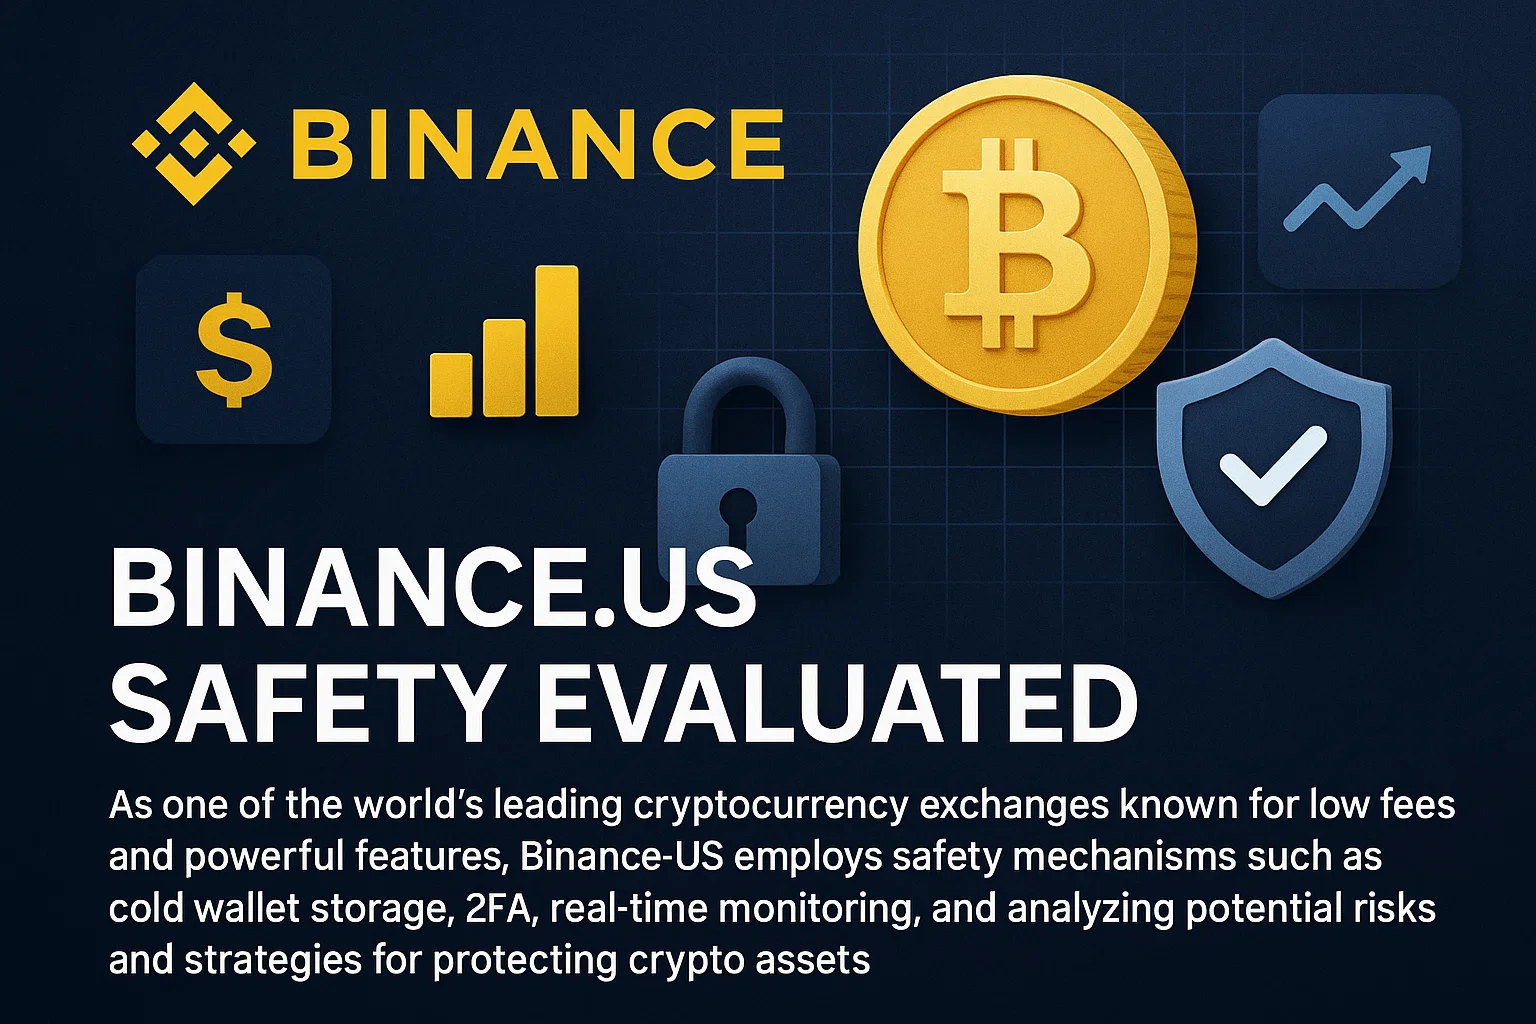 BINANCE
$
B
BINANCE.US
SAFETY EVALUATED
As one of the world's leading cryptocurrency exchanges known for low fees
and powerful features, Binance-US employs safety mechanisms such as
cold wallet storage, 2FA, real-time monitoring, and analyzing potential risks
and strategies for protecting crypto assets